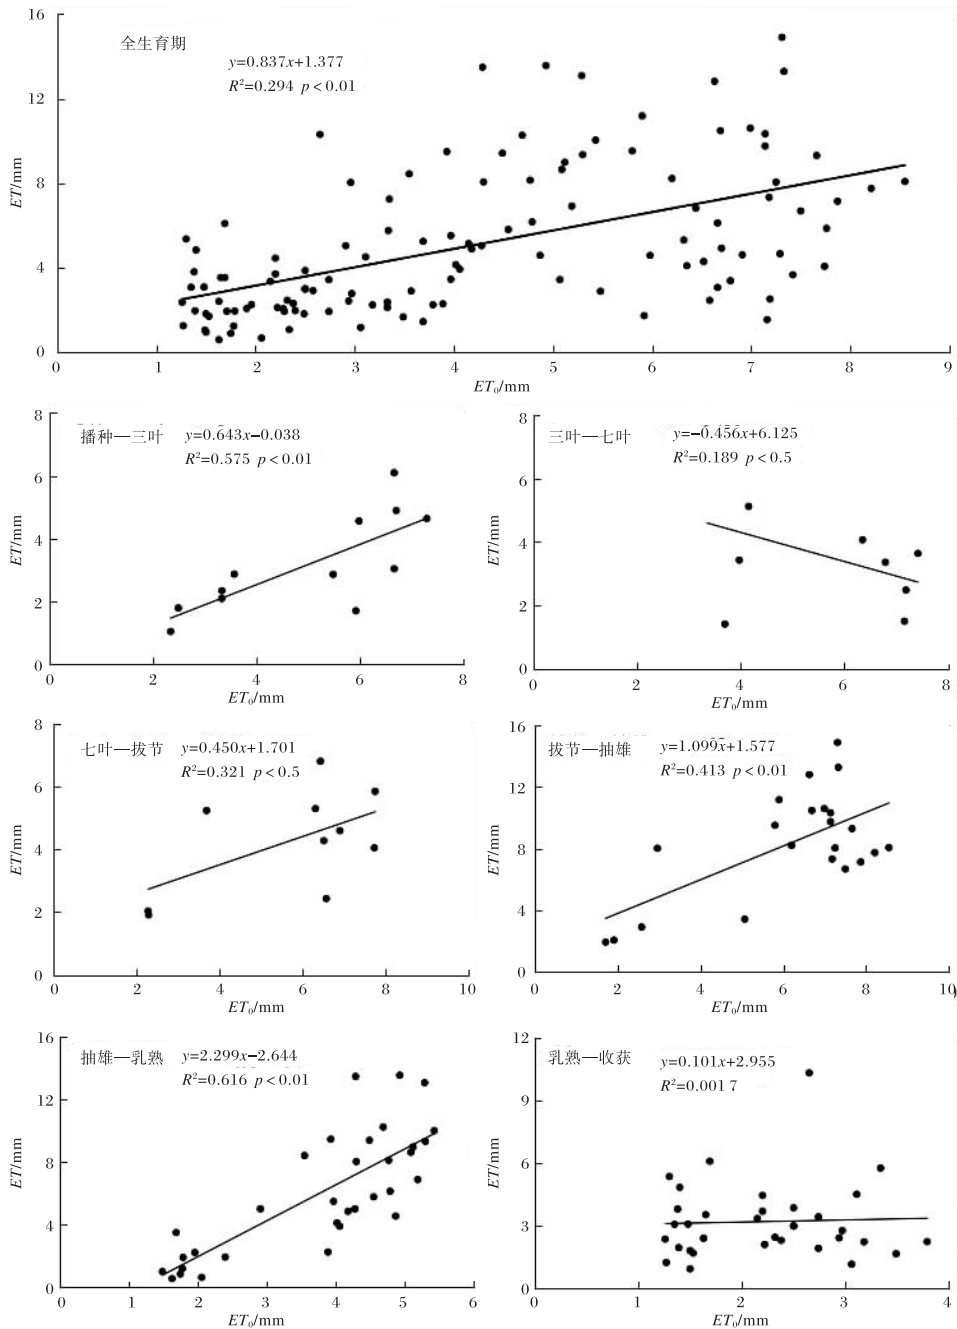 全生育期
y=0.837x+1.377
R²=0.294 p<0.01
16
12
8
4
0
ET/mm
0 1 2 3 4 5 6 7 8 9
ET₀/mm
播种—三叶 y=0.643x−0.038
R²=0.575 p<0.01
8
6
4
2
0
ET/mm
0 2 4 6 8
ET₀/mm
三叶—七叶 y=−0.456x+6.125
R²=0.189 p<0.5
8
6
4
2
0
ET/mm
0 2 4 6 8
ET₀/mm
七叶—拔节 y=0.450x+1.701
R²=0.321 p<0.5
8
6
4
2
0
ET/mm
0 2 4 6 8 10
ET₀/mm
拔节—抽雄 y=1.099x+1.577
R²=0.413 p<0.01
16
12
8
4
0
ET/mm
0 2 4 6 8 10
ET₀/mm
抽雄—乳熟 y=2.299x−2.644
R²=0.616 p<0.01
16
12
8
4
0
ET/mm
0 1 2 3 4 5 6
ET₀/mm
乳熟—收获 y=0.101x+2.955
R²=0.001 7
12
9
6
3
0
ET/mm
0 1 2 3 4
ET₀/mm